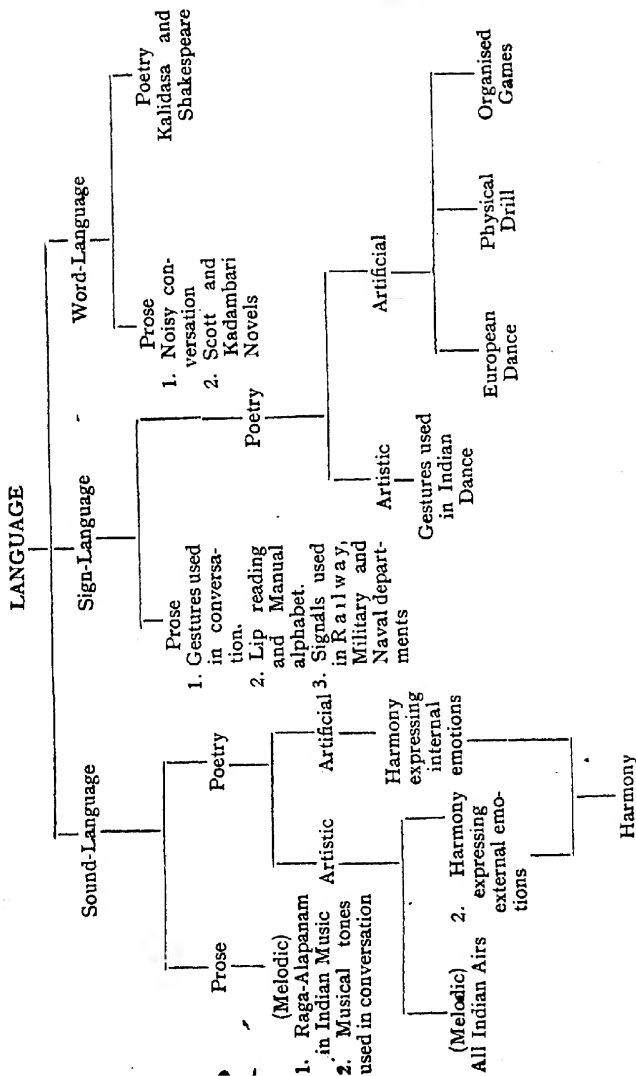 LANGUAGE
Sound-Language
Sign-Language
Word-Language
Prose
(Melodic)
1. Raga-Alapanam
in Indian Music
2. Musical tones
used in conversation
Poetry
Artistic
(Melodic)
All Indian Airs
2. Harmony
expressing
external emo-
tions
Artificial
Harmony
expressing
internal
emotions
Harmony
Prose
1. Gestures used
in conversa-
tion.
2. Lip reading
and Manual
alphabet.
3. Signals used
in Railway,
Military and
Naval depart-
ments
Poetry
Artistic
Gestures used
in Indian
Dance
Artificial
European
Dance
Physical
Drill
Organised
Games
Prose
1. Noisy con-
versation
2. Scott and
Kadambari
Novels
Poetry
Kalidasa and
Shakespeare